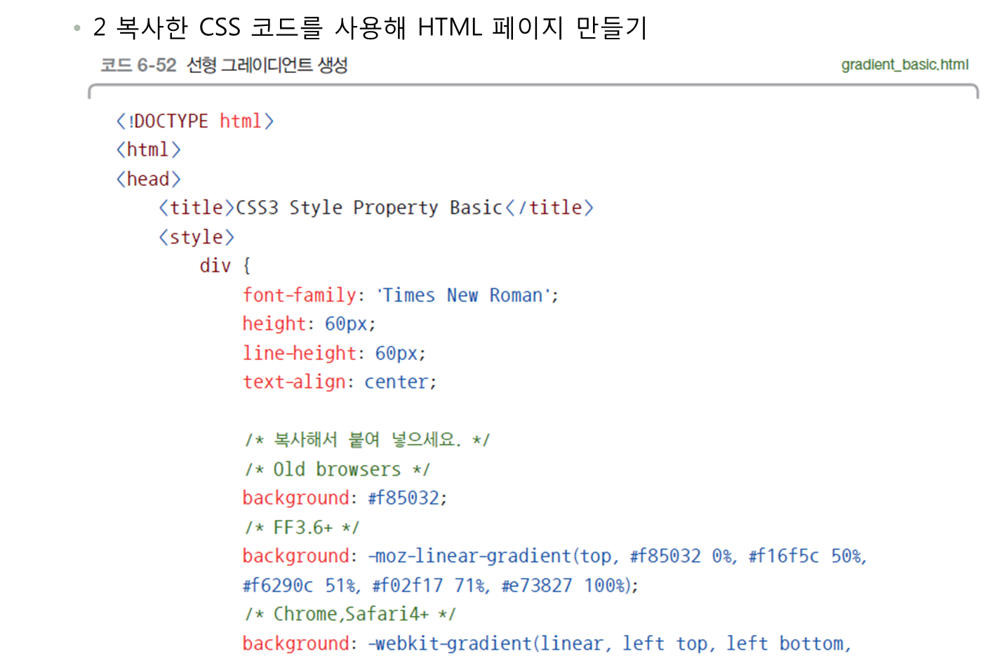 • 2 복사한 CSS 코드를 사용해 HTML 페이지 만들기
코드 6-52 선형 그레이디언트 생성 gradient_basic.html
<!DOCTYPE html>
<html>
<head>
<title>CSS3 Style Property Basic</title>
<style>
div {
font-family: 'Times New Roman';
height: 60px;
line-height: 60px;
text-align: center;
/* 복사해서 붙여 넣으세요. */
/* Old browsers */
background: #f85032;
/* FF3.6+ */
background: -moz-linear-gradient(top, #f85032 0%, #f16f5c 50%,
#f6290c 51%, #f02f17 71%, #e73827 100%);
/* Chrome,Safari4+ */
background: -webkit-gradient(linear, left top, left bottom,